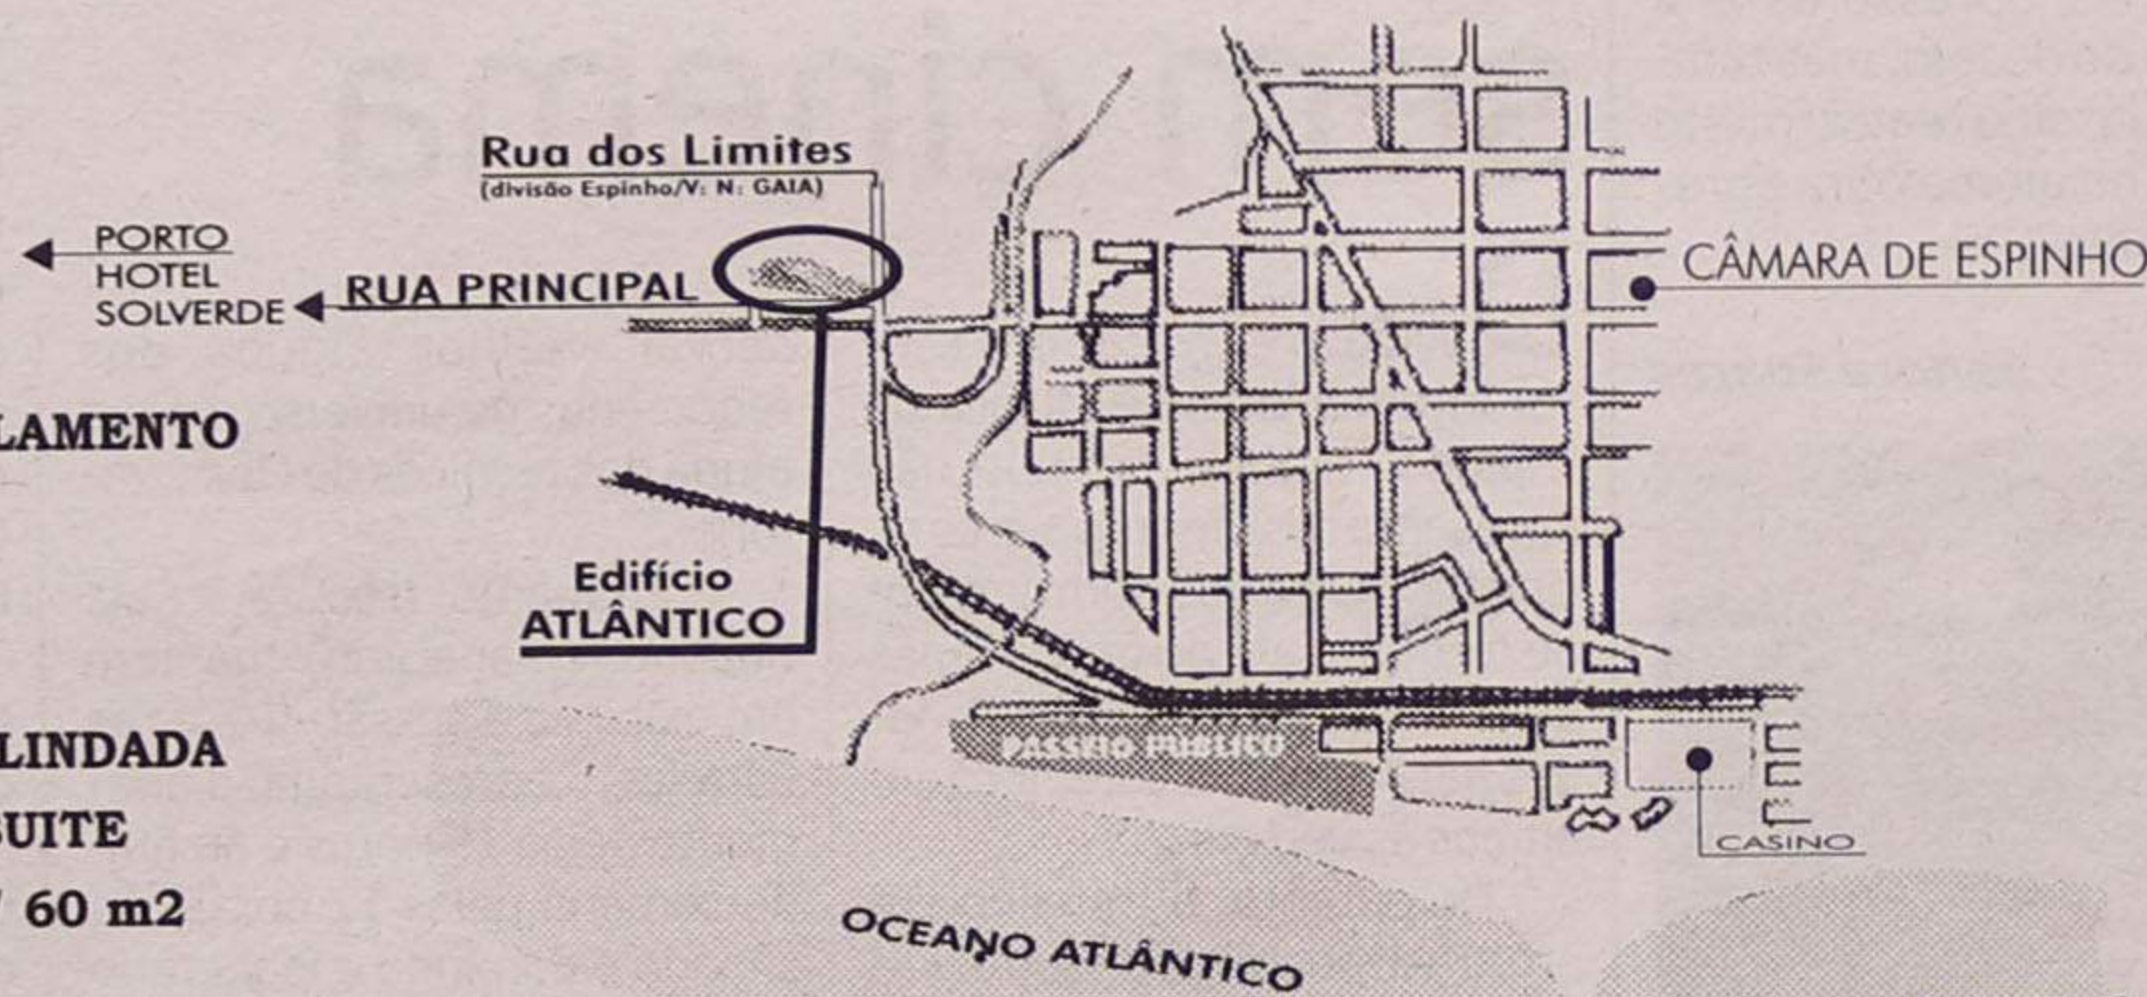 Rua dos Limites
(divisão Espinho/V: N: GAIA)
PORTO
HOTEL
SOLVERDE
RUA PRINCIPAL
CÂMARA DE ESPINHO
LAMENTO
Edifício
ATLÂNTICO
LINDADA
PASSEIO PUBLICO
UITE
CASINO
60 m2
OCEANO ATLÂNTICO